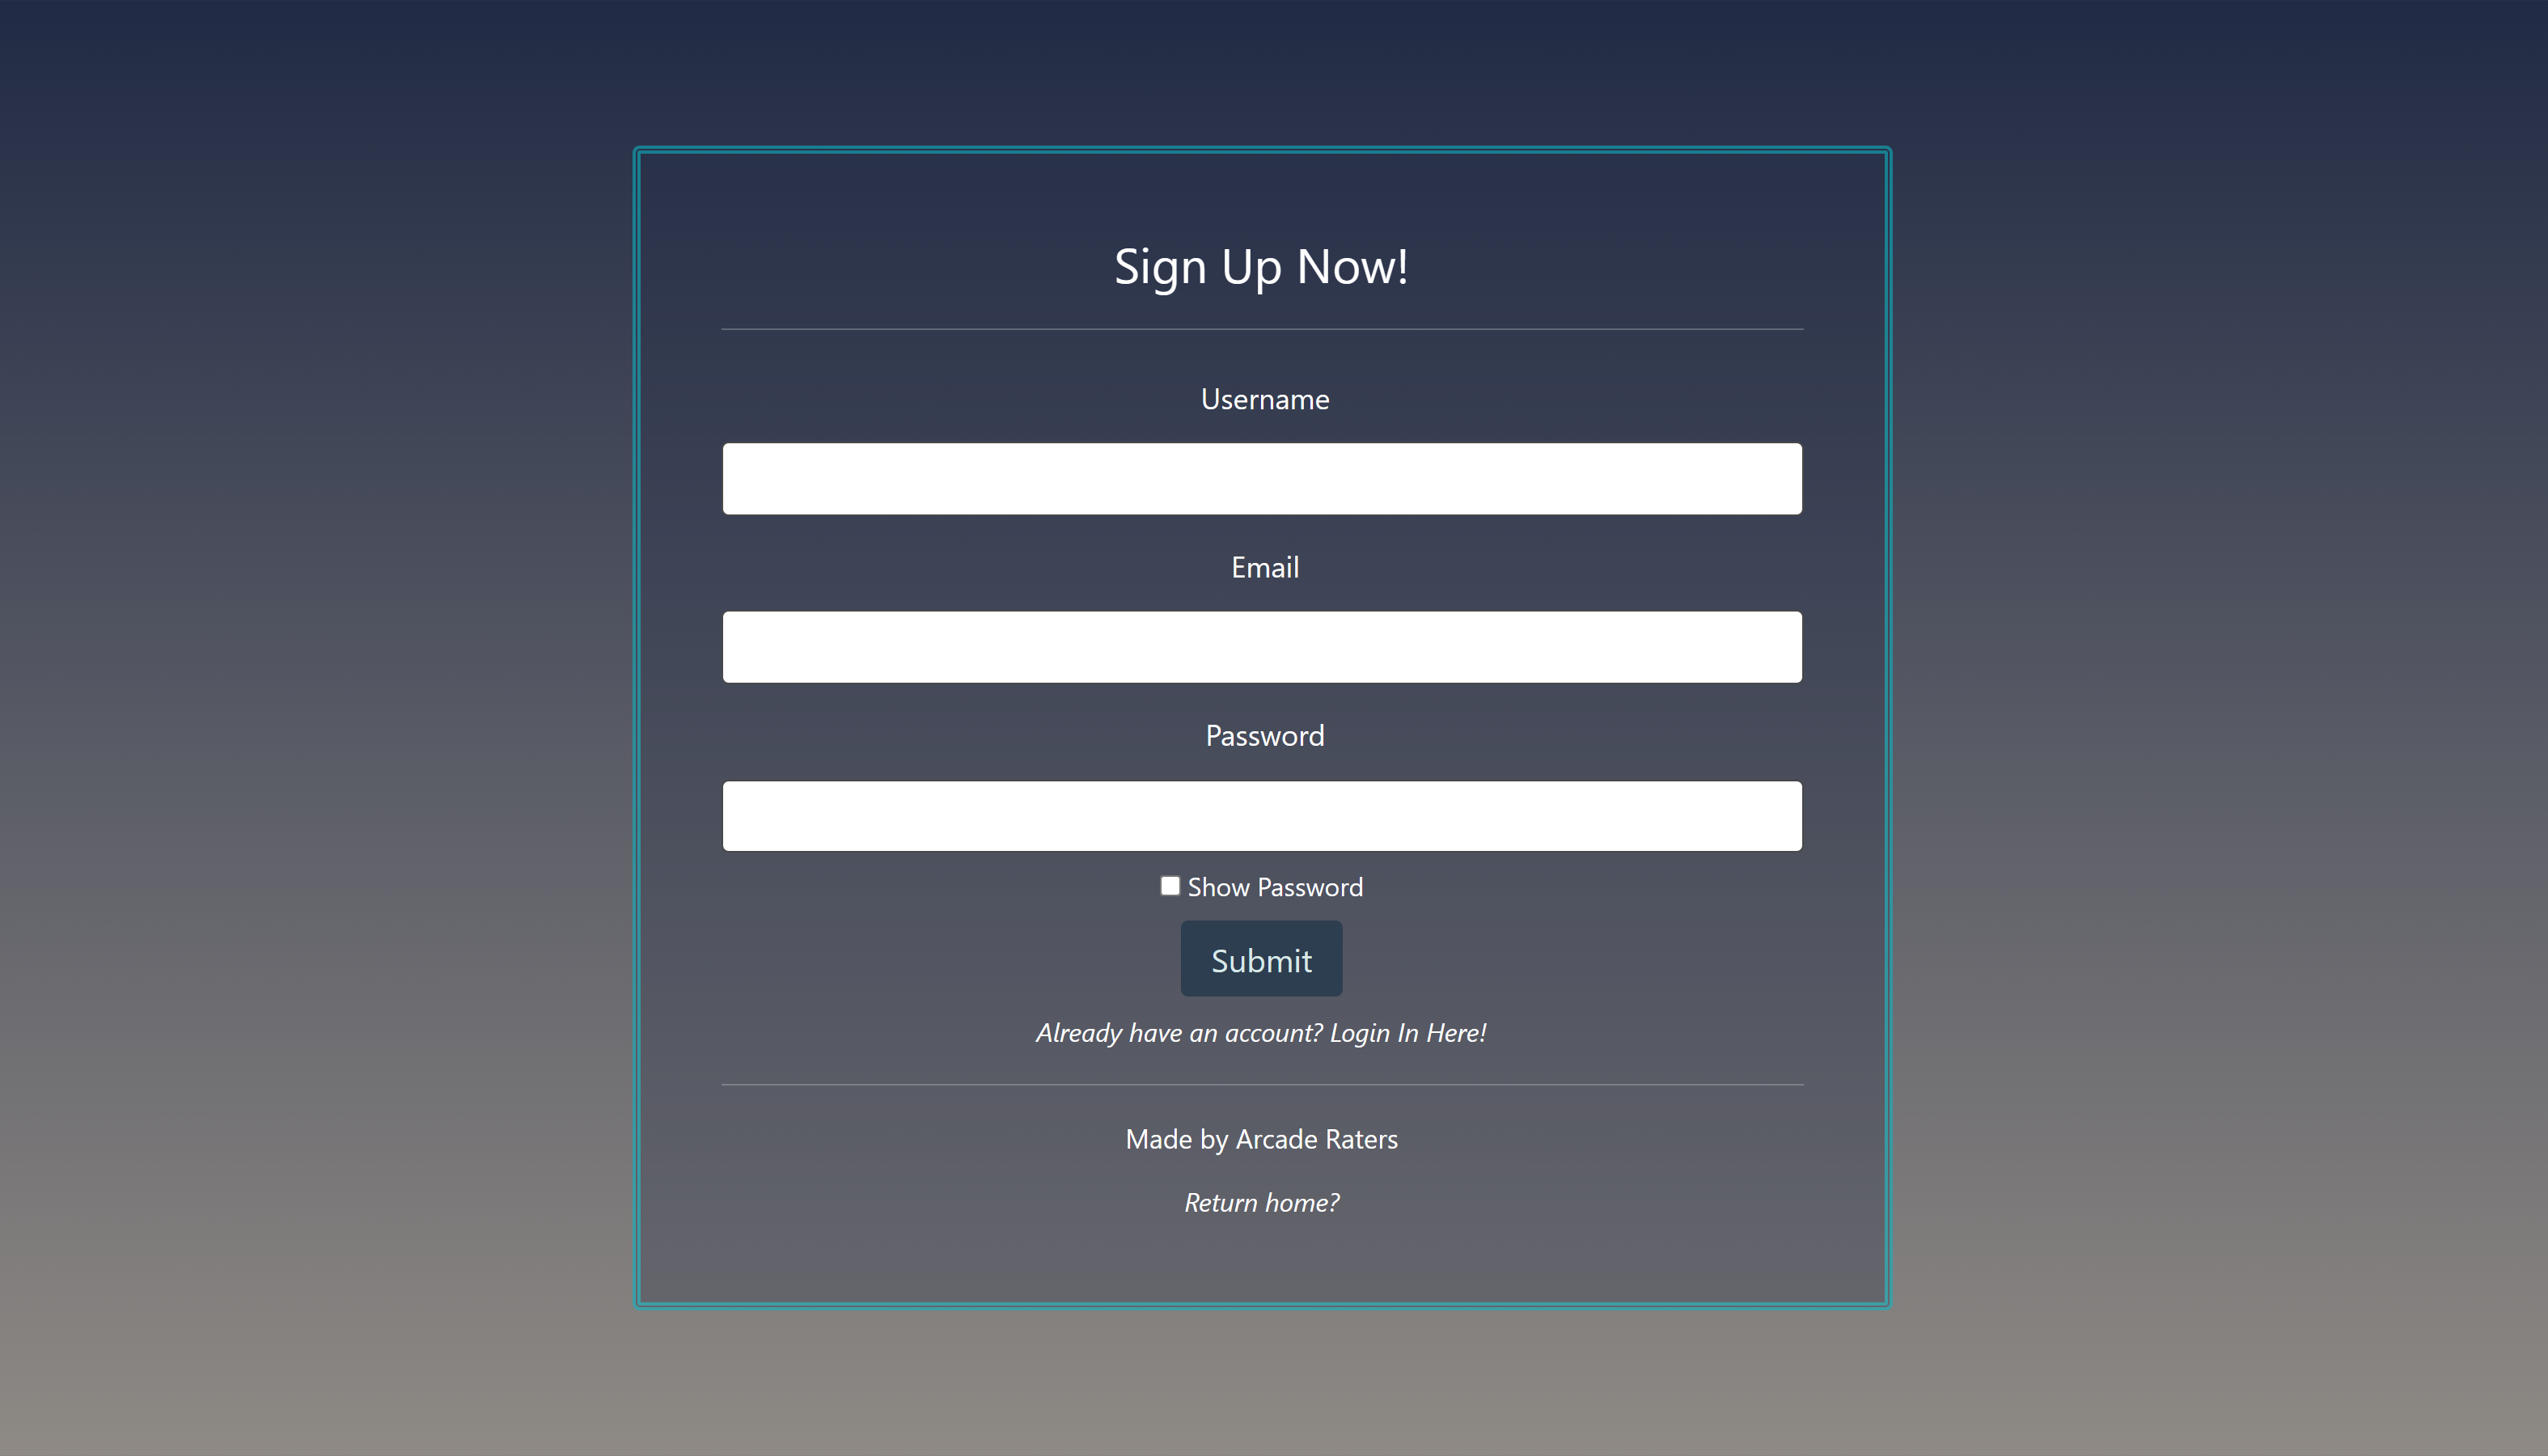 Sign Up Now!
Username
Email
Password
Show Password
Submit
Already have an account? Login In Here!
Made by Arcade Raters
Return home?